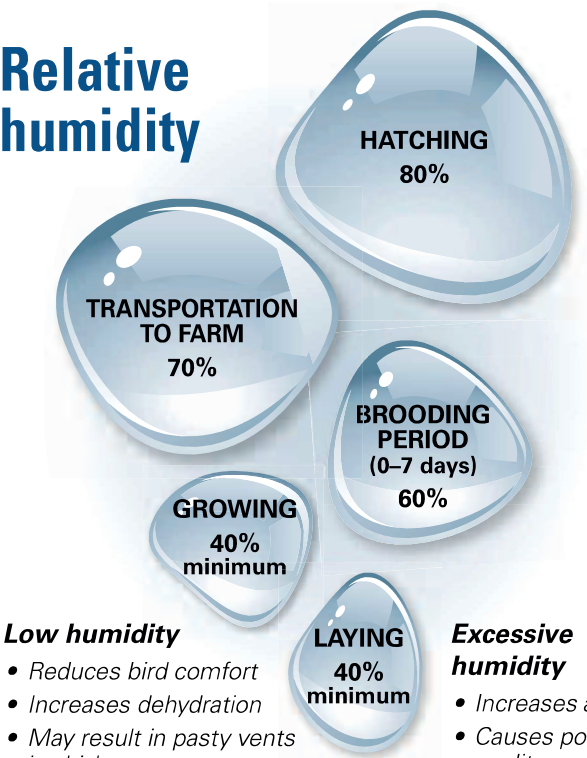 Relative
humidity
HATCHING
80%
TRANSPORTATION
TO FARM
70%
BROODING
PERIOD
(0–7 days)
60%
GROWING
40%
minimum
LAYING
40%
minimum
Low humidity
• Reduces bird comfort
• Increases dehydration
• May result in pasty vents
Excessive
humidity
• Increases
• Causes